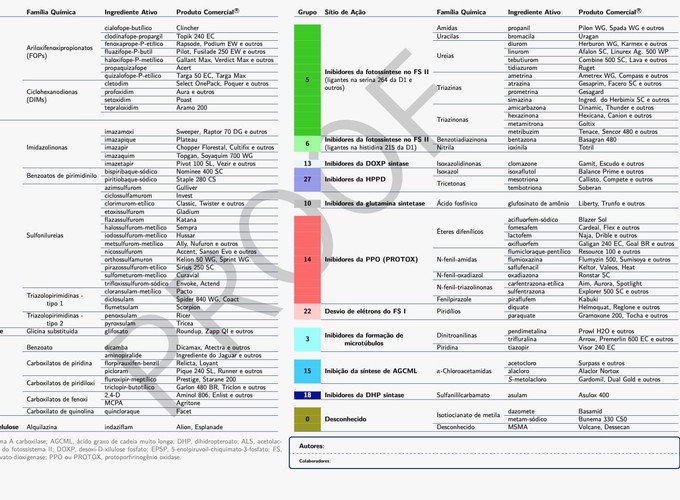 Família Química Ingrediente Ativo Produto Comercial®
Ariloxifenoxipropionatos (FOPs)
cialofope-butílico Clincher
clodinafope-propargil Topik 240 EC
fenoxaprope-P-etílico Rapsode, Podium EW e outros
fluazifope-P-butil Pilot, Fusilade 250 EW e outros
haloxifope-P-metílico Gallant Max, Verdict Max e outros
propaquizafope Acert
quizalofope-P-etílico Targa 50 EC, Targa Max
Ciclohexanodionas (DIMs)
cletodim Select OnePack, Poquer e outros
profoxidim Aura e outros
setoxidim Poast
tepraloxidim Aramo 200
Imidazolinonas
imazamoxi Sweeper, Raptor 70 DG e outros
imazapique Plateau
imazapir Chopper Florestal, Cultifix e outros
imazaquim Topgan, Soyaquim 700 WG
imazetapir Pivot 100 SL, Vezir e outros
Benzoatos de pirimidinilo
bispiribaque-sódico Nominee 400 SC
piritiobaque-sódico Staple 280 CS
Sulfonilureias
azimsulfurom Gulliver
ciclossulfamurom Invest
clorimurom-etílico Classic, Twister e outros
etoxissulfurom Gladium
flazassulfurom Katana
halossulfurom-metílico Sempra
iodossulfurom-metílico Hussar
metsulfurom-metílico Ally, Nufuron e outros
nicossulfurom Accent, Sanson Evo e outros
orthossulfamurom Kelion 50 WG, Sprint WG
pirazossulfurom-etílico Sirius 250 SC
sulfometurom-metílico Curavial
trifloxissulfurom-sódico Envoke, Actend
Triazolopirimidinas - tipo 1
cloransulam-metílico Pacto
diclosulam Spider 840 WG, Coact
flumetsulam Scorpion
Triazolopirimidinas - tipo 2
penoxsulam Ricer
pyroxsulam Tricea
Glicina substituída glifosato Roundup, Zapp QI e outros
Benzoato dicamba Dicamax, Atectra e outros
Carboxilatos de piridina
aminopiralide Ingrediente do Jaguar e outros
florpirauxifen-benzil Relicta, Loyant
picloram Pique 240 SL, Runner e outros
Carboxilatos de piridiloxi
fluroxipir-meptílico Prestige, Starane 200
triclopir-butotílico Garlon 480 BR, Triclon e outros
Carboxilatos de fenoxi
2,4-D Aminol 806, Enlist e outros
MCPA Agritone
Carboxilato de quinolina quincloraque Facet
Alquilazina indaziflam Alion, Esplanade
Grupo Sítio de Ação Família Química Ingrediente Ativo Produto Comercial®
5 Inibidores da fotossíntese no FS II (ligantes na serina 264 da D1 e outros)
Amidas propanil Pilon WG, Spada WG e outros
Uracilas bromacila Uragan
Ureias
diurom Herburon WG, Karmex e outros
linurom Afalon SC, Linurex Ag. 500 WP
tebutiurom Combine 500 SC, Lava e outros
tidiazurom Ruget
Triazinas
ametrina Ametrex WG, Compass e outros
atrazina Gesaprim, Facero SC e outros
prometrina Gesagard
simazina Ingred. do Herbimix SC e outros
Triazinonas
amicarbazona Dinamic, Thunder e outros
hexazinona Hexicana, Canion e outros
metamitrona Goltix
metribuzim Tenace, Sencor 480 e outros
6 Inibidores da fotossíntese no FS II (ligantes na histidina 215 da D1)
Benzotiadiazinona bentazona Basagran 480
Nitrila ioxinila Totril
13 Inibidores da DOXP sintase Isoxazolidinonas clomazona Gamit, Escudo e outros
27 Inibidores da HPPD
Isoxazol isoxaflutol Balance Prime e outros
Tricetonas
mesotriona Callisto, Compete e outros
tembotriona Soberan
10 Inibidores da glutamina sintetase Ácido fosfínico glufosinato de amônio Liberty, Trunfo e outros
14 Inibidores da PPO (PROTOX)
Éteres difenílicos
acifluorfem-sódico Blazer Sol
fomesafem Cardeal, Flex e outros
lactofem Naja, Drible e outros
oxifluorfem Galigan 240 EC, Goal BR e outros
N-fenil-amidas
flumicloraque-pentílico Resource 100 e outros
flumioxazina Flumyzin 500, Sumisoya e outros
saflufenacil Keltor, Valeos, Heat
N-fenil-oxadiazol oxadiazona Ronstar SC
N-fenil-triazolinonas
carfentrazona-etílica Aim, Aurora, Spotlight
sulfentrazona Explorer 500 SC e outros
Fenilpirazole piraflufem Kabuki
22 Desvio de elétrons do FS I Piridílios
diquate Helmoquat, Reglone e outros
paraquate Gramoxone 200, Tocha e outros
3 Inibidores da formação de microtúbulos
Dinitroanilinas
pendimetalina Prowl H2O e outros
trifluralina Arrow, Premerlin 600 EC e outros
Piridina tiazopir Visor 240 EC
15 Inibição da síntese de AGCML α-Cloroacetamidas
acetocloro Surpass e outros
alacloro Alaclor Nortox
S-metolacloro Gardomil, Dual Gold e outros
18 Inibidores da DHP sintase Sulfanililcarbamato asulam Asulox 400
0 Desconhecido
Isotiocianato de metila
dazomete Basamid
metam-sódico Bunema 330 CS
Desconhecido MSMA Volcane, Dessecan
ma A carboxilase; AGCML, ácido graxo de cadeia muito longa; DHP, dihidropteroato; ALS, acetolac-
do fotossistema II; DOXP, desoxi-D-xilulose fosfato; EPSP, 5-enolpiruvoil-chiquimato-3-fosfato; FS,
vato-dioxigenase; PPO ou PROTOX, protoporfirinogênio oxidase.
Autores:
Colaboradores
PROOF